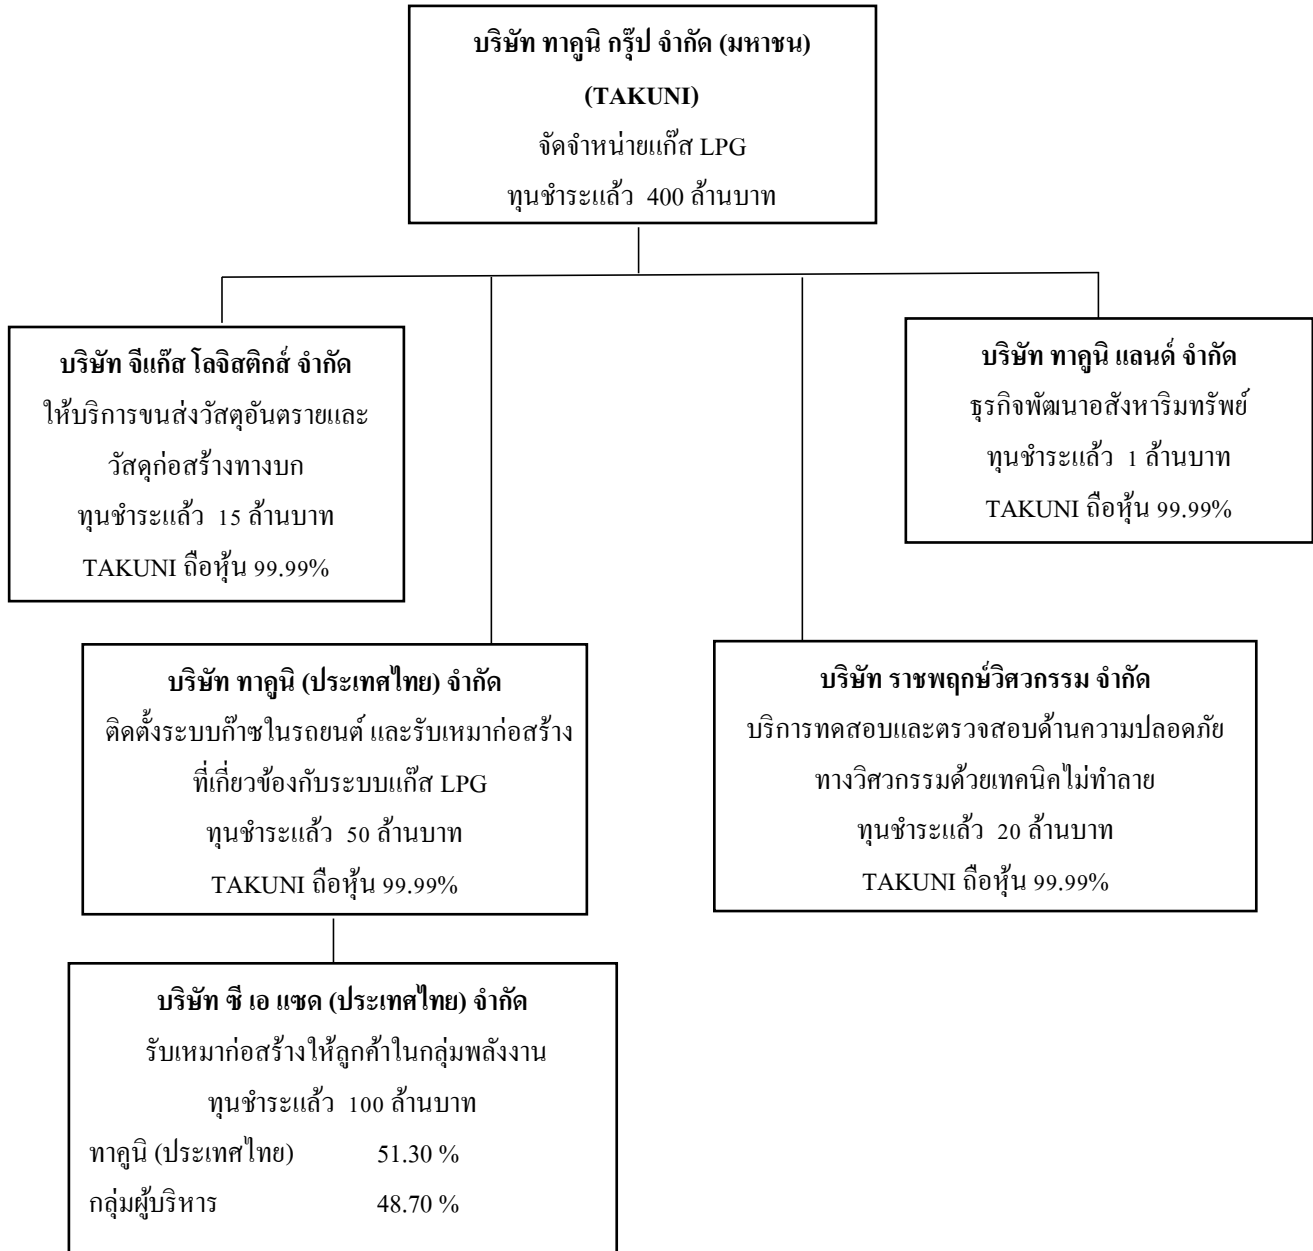 บริษัท ทาคูนิ กรุ๊ป จำกัด (มหาชน)
(TAKUNI)
จัดจำหน่ายแก๊ส LPG
ทุนชำระแล้ว 400 ล้านบาท
บริษัท จีแก๊ส โลจิสติกส์ จำกัด
ให้บริการขนส่งวัสตุอันตรายและ
วัสดุก่อสร้างทางบก
ทุนชำระแล้ว 15 ล้านบาท
TAKUNI ถือหุ้น 99.99%
บริษัท ทาคูนิ แลนด์ จำกัด
ธุรกิจพัฒนาอสังหาริมทรัพย์
ทุนชำระแล้ว 1 ล้านบาท
TAKUNI ถือหุ้น 99.99%
บริษัท ทาคูนิ (ประเทศไทย) จำกัด
ติดตั้งระบบก๊าซในรถยนต์ และรับเหมาก่อสร้าง
ที่เกี่ยวข้องกับระบบแก๊ส LPG
ทุนชำระแล้ว 50 ล้านบาท
TAKUNI ถือหุ้น 99.99%
บริษัท ราชพฤกษ์วิศวกรรม จำกัด
บริการทดสอบและตรวจสอบด้านความปลอดภัย
ทางวิศวกรรมด้วยเทคนิคไม่ทำลาย
ทุนชำระแล้ว 20 ล้านบาท
TAKUNI ถือหุ้น 99.99%
บริษัท ซี เอ แซด (ประเทศไทย) จำกัด
รับเหมาก่อสร้างให้ลูกค้าในกลุ่มพลังงาน
ทุนชำระแล้ว 100 ล้านบาท
ทาคูนิ (ประเทศไทย) 51.30 %
กลุ่มผู้บริหาร 48.70 %